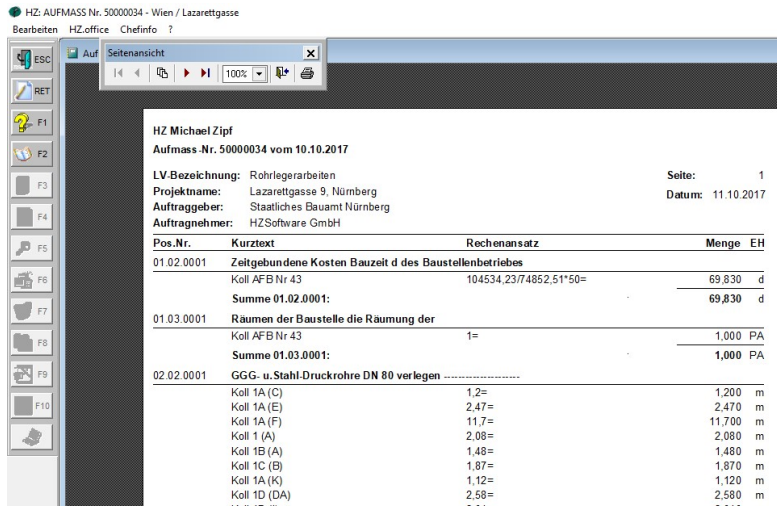 HZ: AUFMASS Nr. 50000034 - Wien / Lazarettgasse
Bearbeiten HZ.office Chefinfo ?
ESC
RET
F1
F2
F3
F4
F5
F6
F7
F8
F9
F10
Auf
Seitenansicht
100%
HZ Michael Zipf
Aufmass-Nr. 50000034 vom 10.10.2017
LV-Bezeichnung: Rohrlegerarbeiten Seite: 1
Projektname: Lazarettgasse 9, Nürnberg Datum: 11.10.2017
Auftraggeber: Staatliches Bauamt Nürnberg
Auftragnehmer: HZSoftware GmbH
Pos.Nr. Kurztext Rechenansatz Menge EH
01.02.0001 Zeitgebundene Kosten Bauzeit d des Baustellenbetriebes
Koll AFB Nr 43 104534,23/74852,51*50= 69,830 d
Summe 01.02.0001: 69,830 d
01.03.0001 Räumen der Baustelle die Räumung der
Koll AFB Nr 43 1= 1,000 PA
Summe 01.03.0001: 1,000 PA
02.02.0001 GGG- u.Stahl-Druckrohre DN 80 verlegen ----------------------
Koll 1A (C) 1,2= 1,200 m
Koll 1A (E) 2,47= 2,470 m
Koll 1A (F) 11,7= 11,700 m
Koll 1 (A) 2,08= 2,080 m
Koll 1B (A) 1,48= 1,480 m
Koll 1C (B) 1,87= 1,870 m
Koll 1A (K) 1,12= 1,120 m
Koll 1D (DA) 2,58= 2,580 m